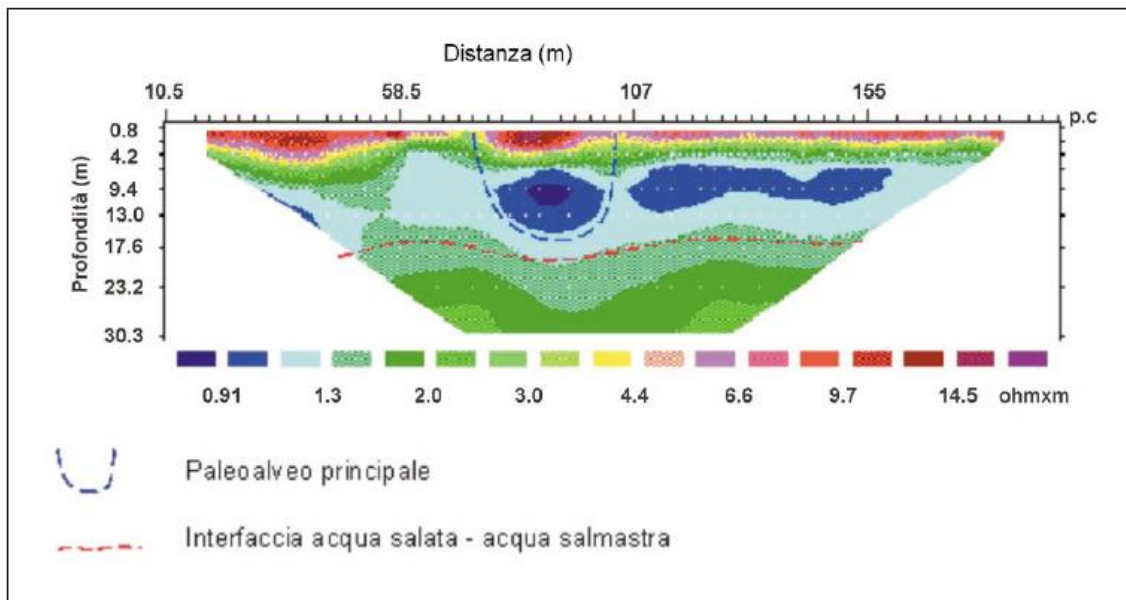 Distanza (m)
10.5 58.5 107 155
p.c
Profondità (m)
0.8
4.2
9.4
13.0
17.6
23.2
30.3
0.91 1.3 2.0 3.0 4.4 6.6 9.7 14.5 ohmxm
Paleoalveo principale
Interfaccia acqua salata - acqua salmastra